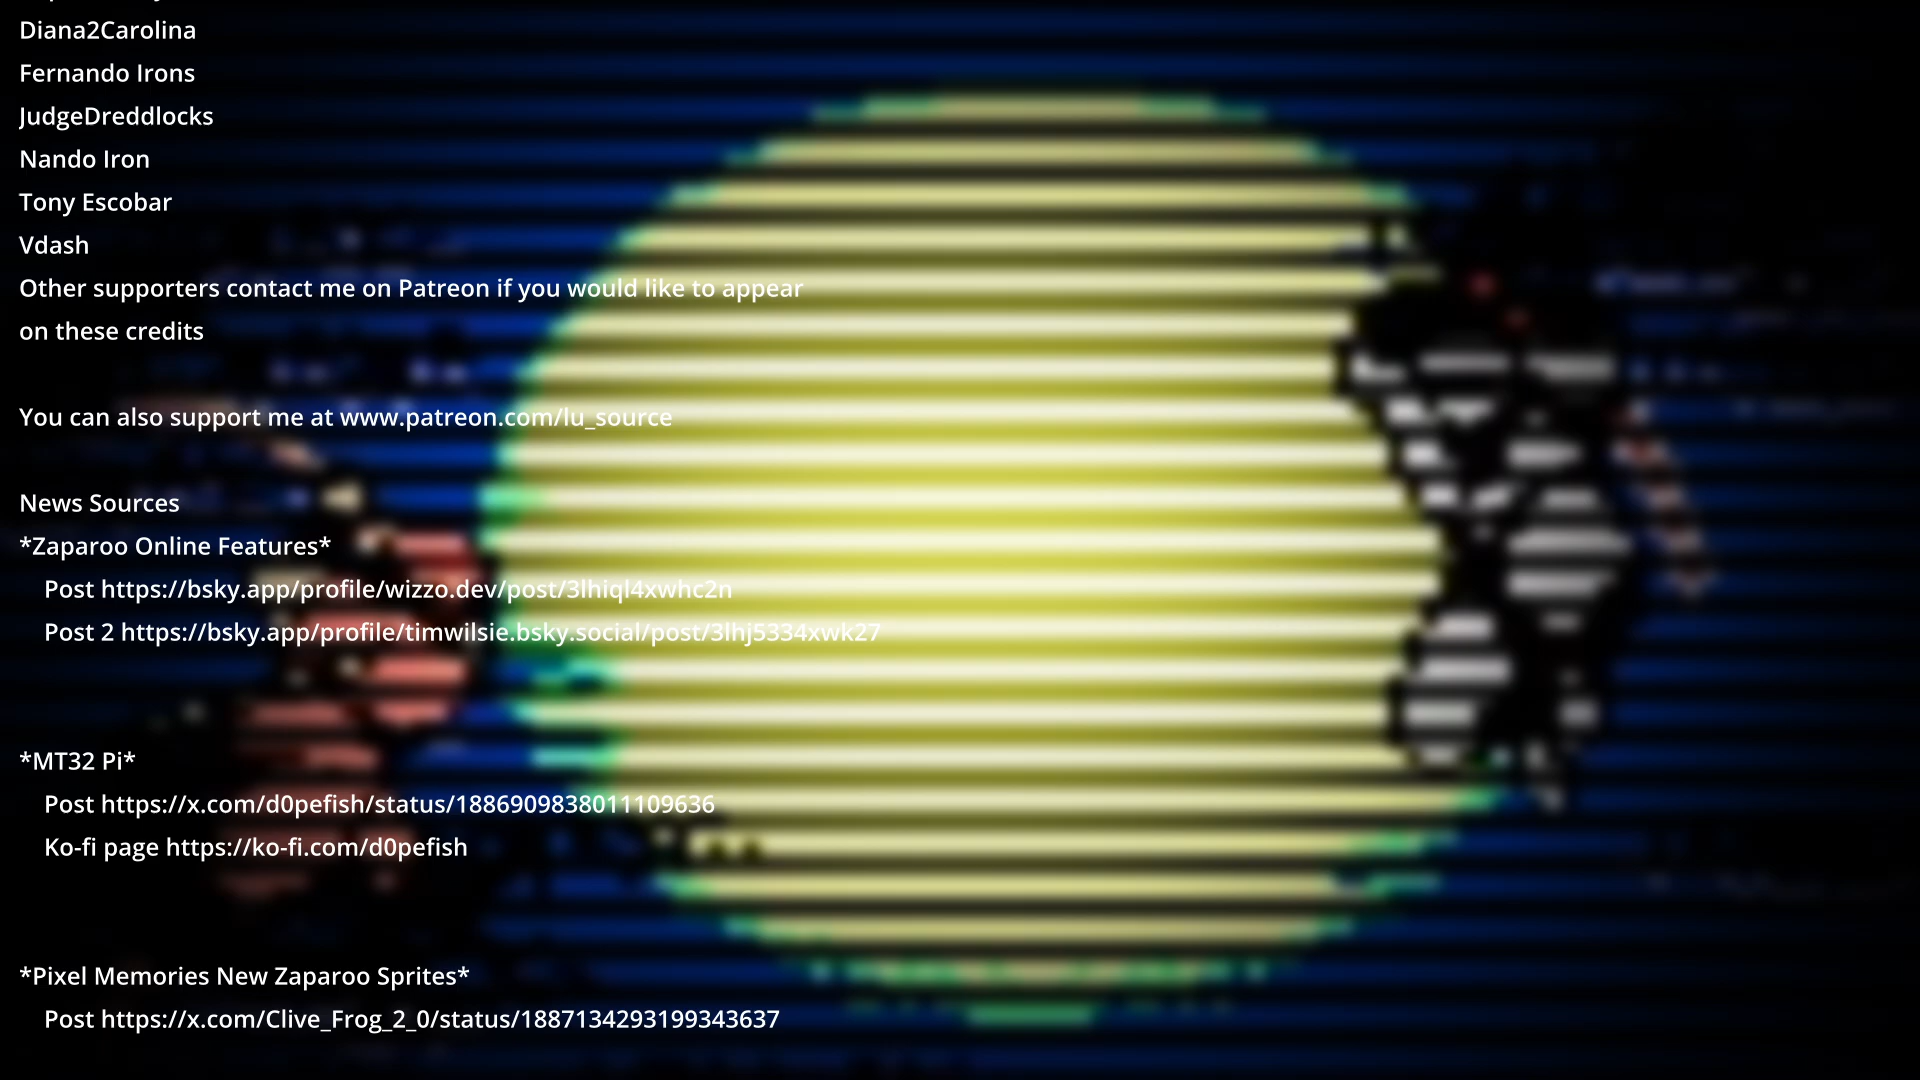 Diana2Carolina
Fernando Irons
JudgeDreddlocks
Nando Iron
Tony Escobar
Vdash
Other supporters contact me on Patreon if you would like to appear
on these credits
You can also support me at www.patreon.com/lu_source
News Sources
*Zaparoo Online Features*
Post https://bsky.app/profile/wizzo.dev/post/3lhiql4xwhc2n
Post 2 https://bsky.app/profile/timwilsie.bsky.social/post/3lhj5334xwk27
*MT32 Pi*
Post https://x.com/d0pefish/status/1886909838011109636
Ko-fi page https://ko-fi.com/d0pefish
*Pixel Memories New Zaparoo Sprites*
Post https://x.com/Clive_Frog_2_0/status/1887134293199343637